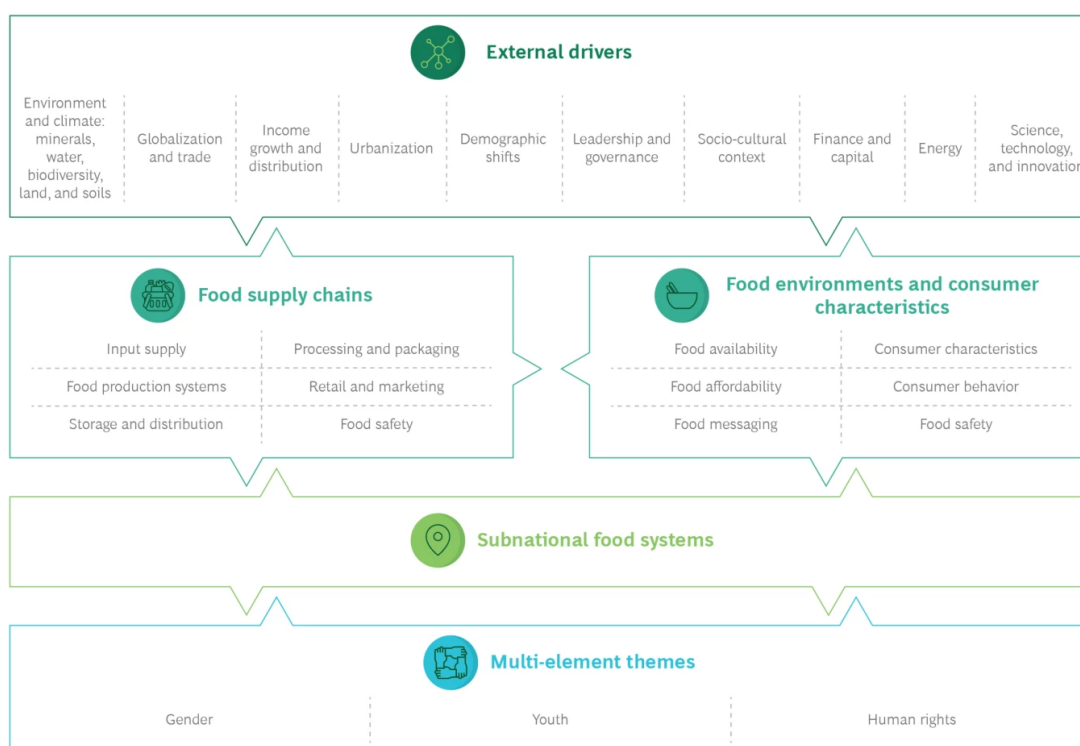 External drivers
Environment
and climate:
minerals,
water,
biodiversity,
land, and soils
Globalization
and trade
Income
growth and
distribution
Urbanization
Demographic
shifts
Leadership and
governance
Socio-cultural
context
Finance and
capital
Energy
Science,
technology,
and innovation
Food supply chains
Input supply
Processing and packaging
Food production systems
Retail and marketing
Storage and distribution
Food safety
Food environments and consumer
characteristics
Food availability
Consumer characteristics
Food affordability
Consumer behavior
Food messaging
Food safety
Subnational food systems
Multi-element themes
Gender
Youth
Human rights